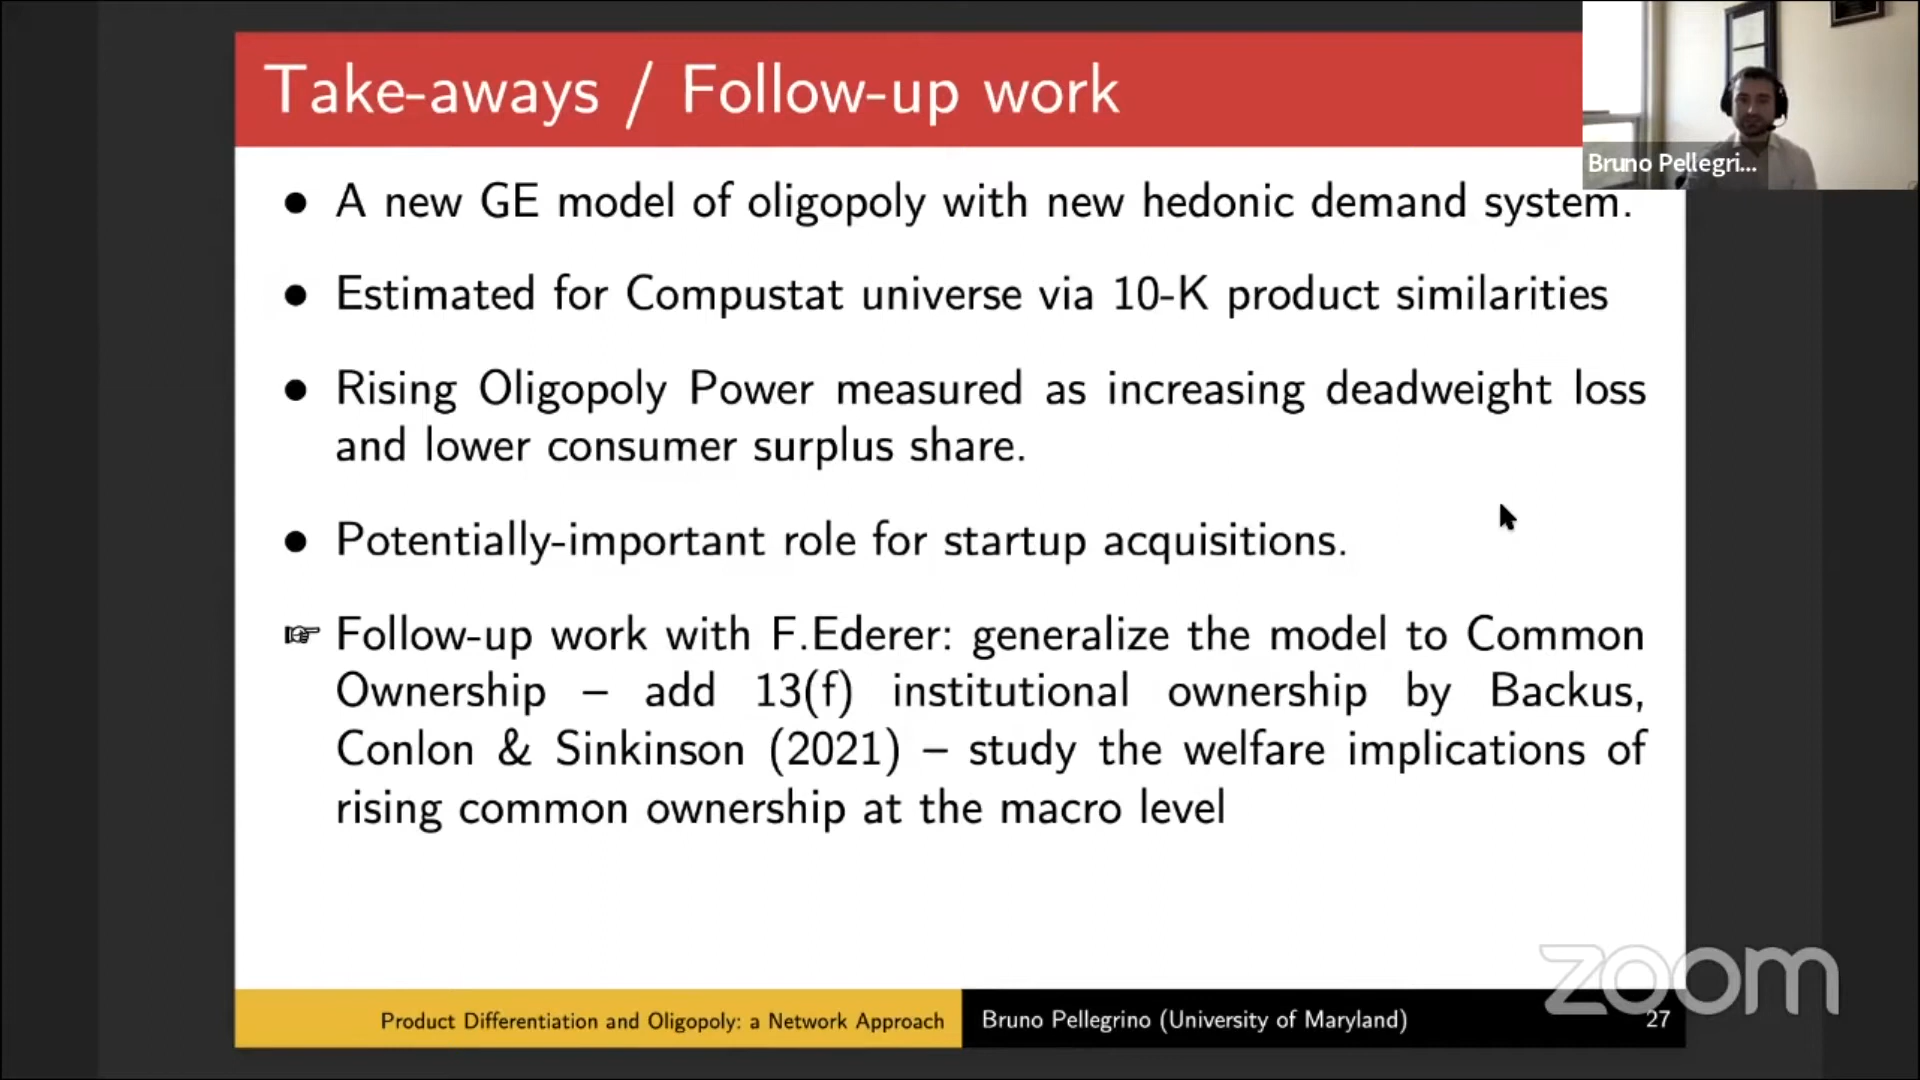 Take-aways / Follow-up work
Bruno Pellegri...
● A new GE model of oligopoly with new hedonic demand system.
● Estimated for Compustat universe via 10-K product similarities
● Rising Oligopoly Power measured as increasing deadweight loss
and lower consumer surplus share.
● Potentially-important role for startup acquisitions.
☞ Follow-up work with F.Ederer: generalize the model to Common
Ownership – add 13(f) institutional ownership by Backus,
Conlon & Sinkinson (2021) – study the welfare implications of
rising common ownership at the macro level
zoom
Product Differentiation and Oligopoly: a Network Approach
Bruno Pellegrino (University of Maryland)
27